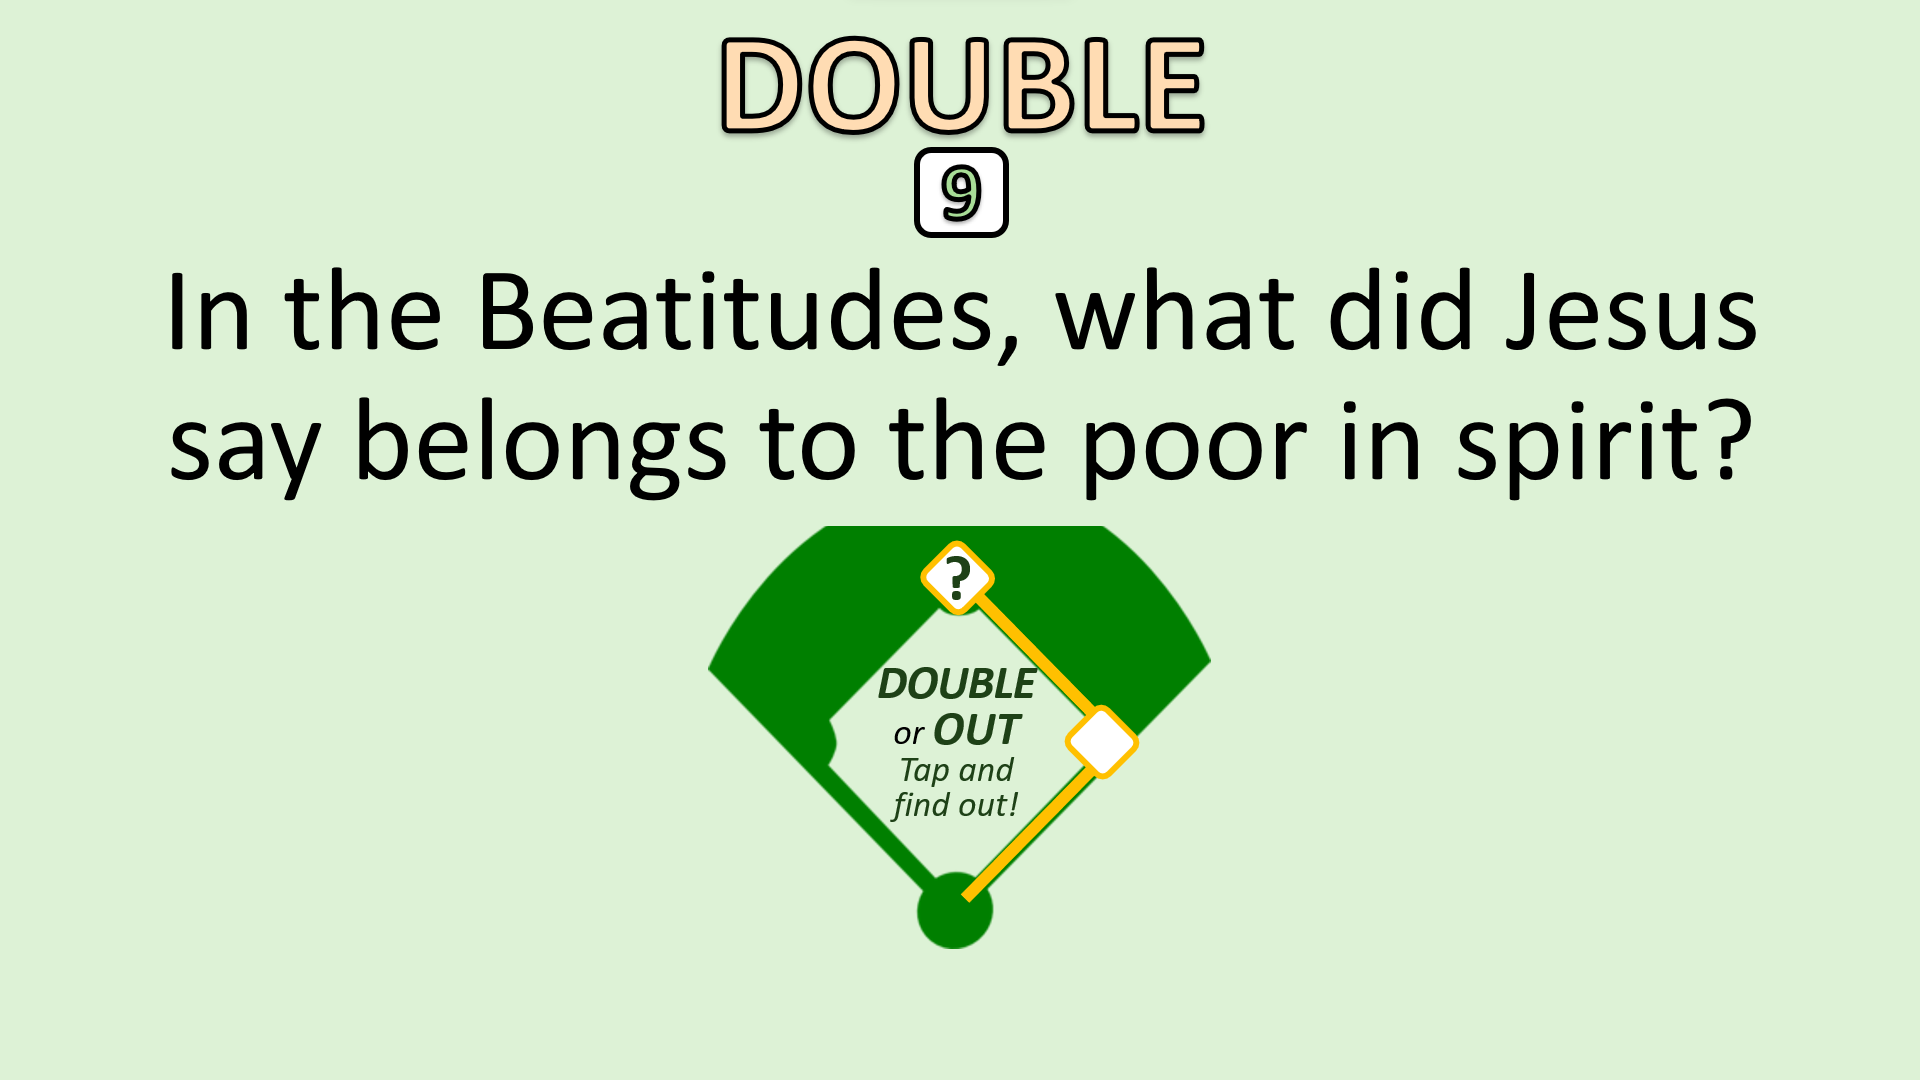 DOUBLE
9
In the Beatitudes, what did Jesus
say belongs to the poor in spirit?
?
DOUBLE
or OUT
Tap and
find out!